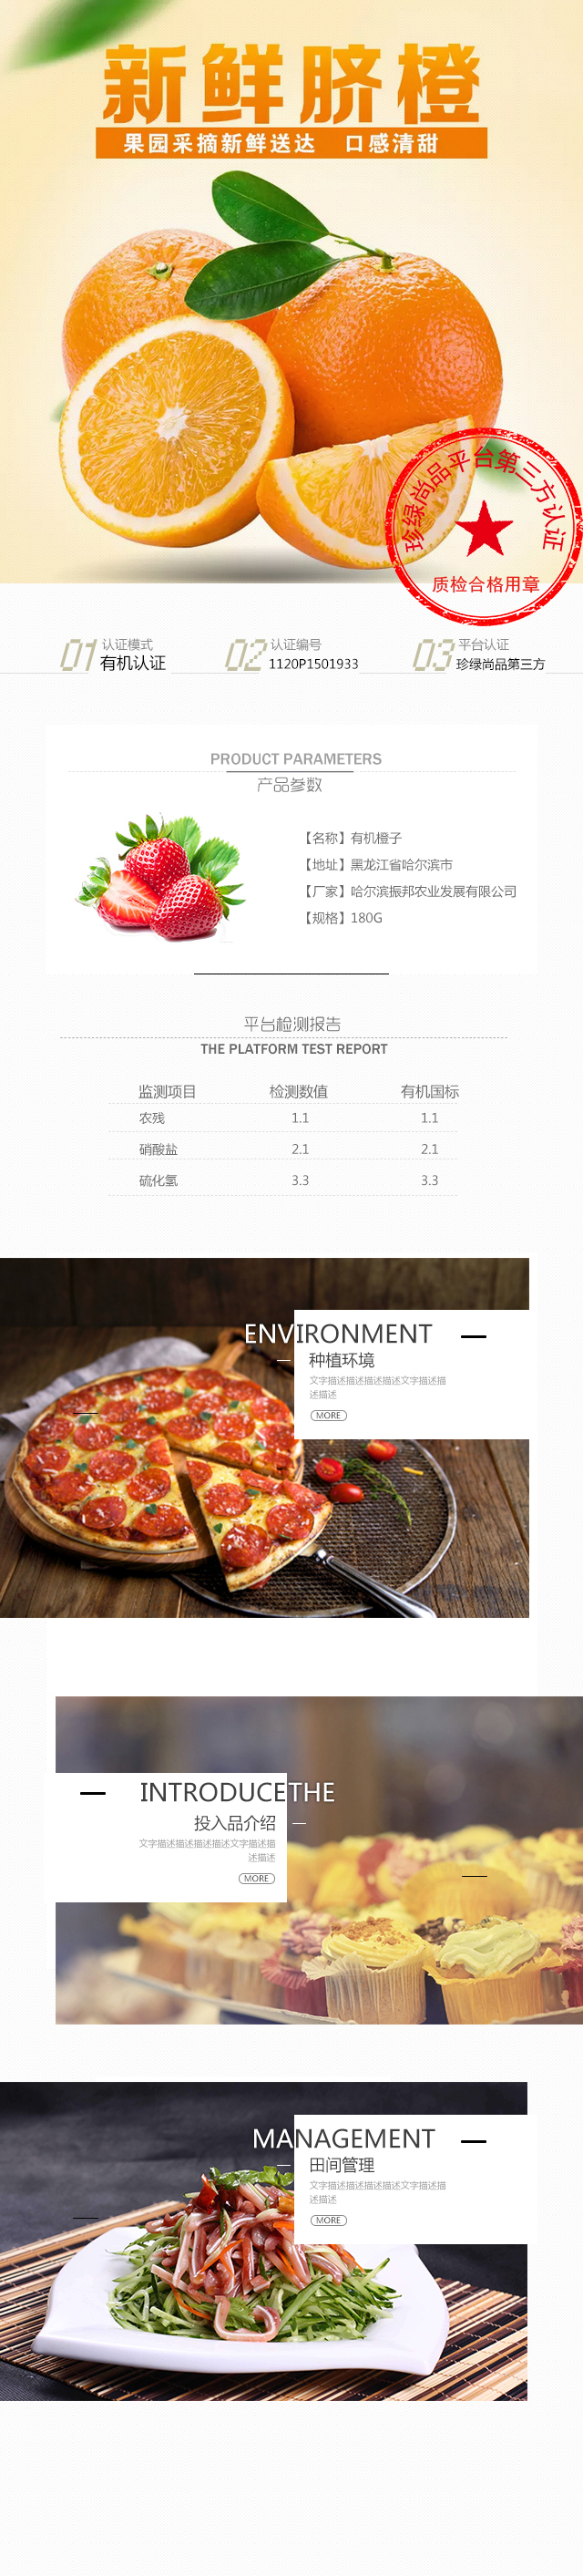 新鲜脐橙
果园采摘新鲜送达 口感清甜
珍绿尚品平台第三方认证
质检合格用章
01 认证模式
有机认证
02 认证编号
1120P1501933
03 平台认证
珍绿尚品第三方
PRODUCT PARAMETERS
产品参数
【名称】有机橙子
【地址】黑龙江省哈尔滨市
【厂家】哈尔滨振邦农业发展有限公司
【规格】180G
平台检测报告
THE PLATFORM TEST REPORT
监测项目 检测数值 有机国标
农残 1.1 1.1
硝酸盐 2.1 2.1
硫化氢 3.3 3.3
ENVIRONMENT
种植环境
文字描述描述描述描述文字描述描
述描述
MORE
INTRODUCETHE
投入品介绍
文字描述描述描述描述文字描述描
述描述
MORE
MANAGEMENT
田间管理
文字描述描述描述描述文字描述描
述描述
MORE